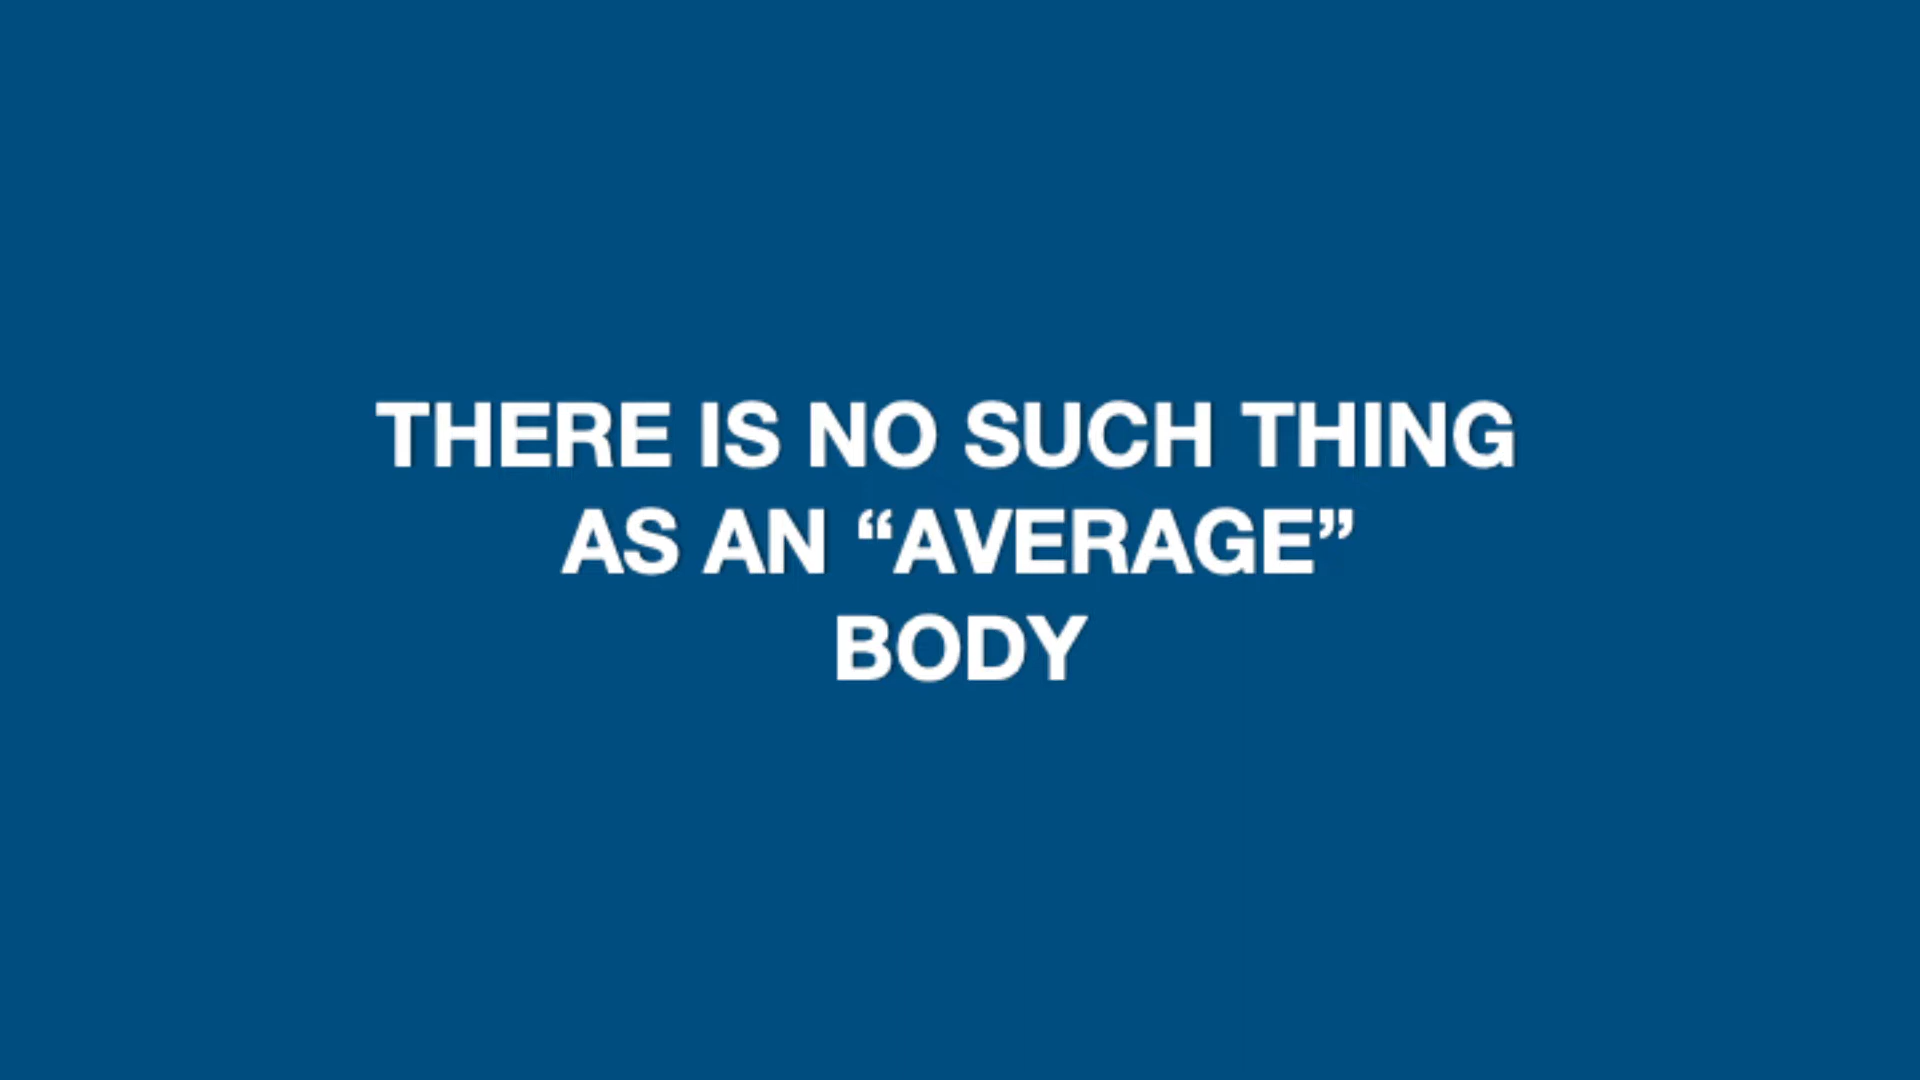 THERE IS NO SUCH THING
AS AN “AVERAGE”
BODY